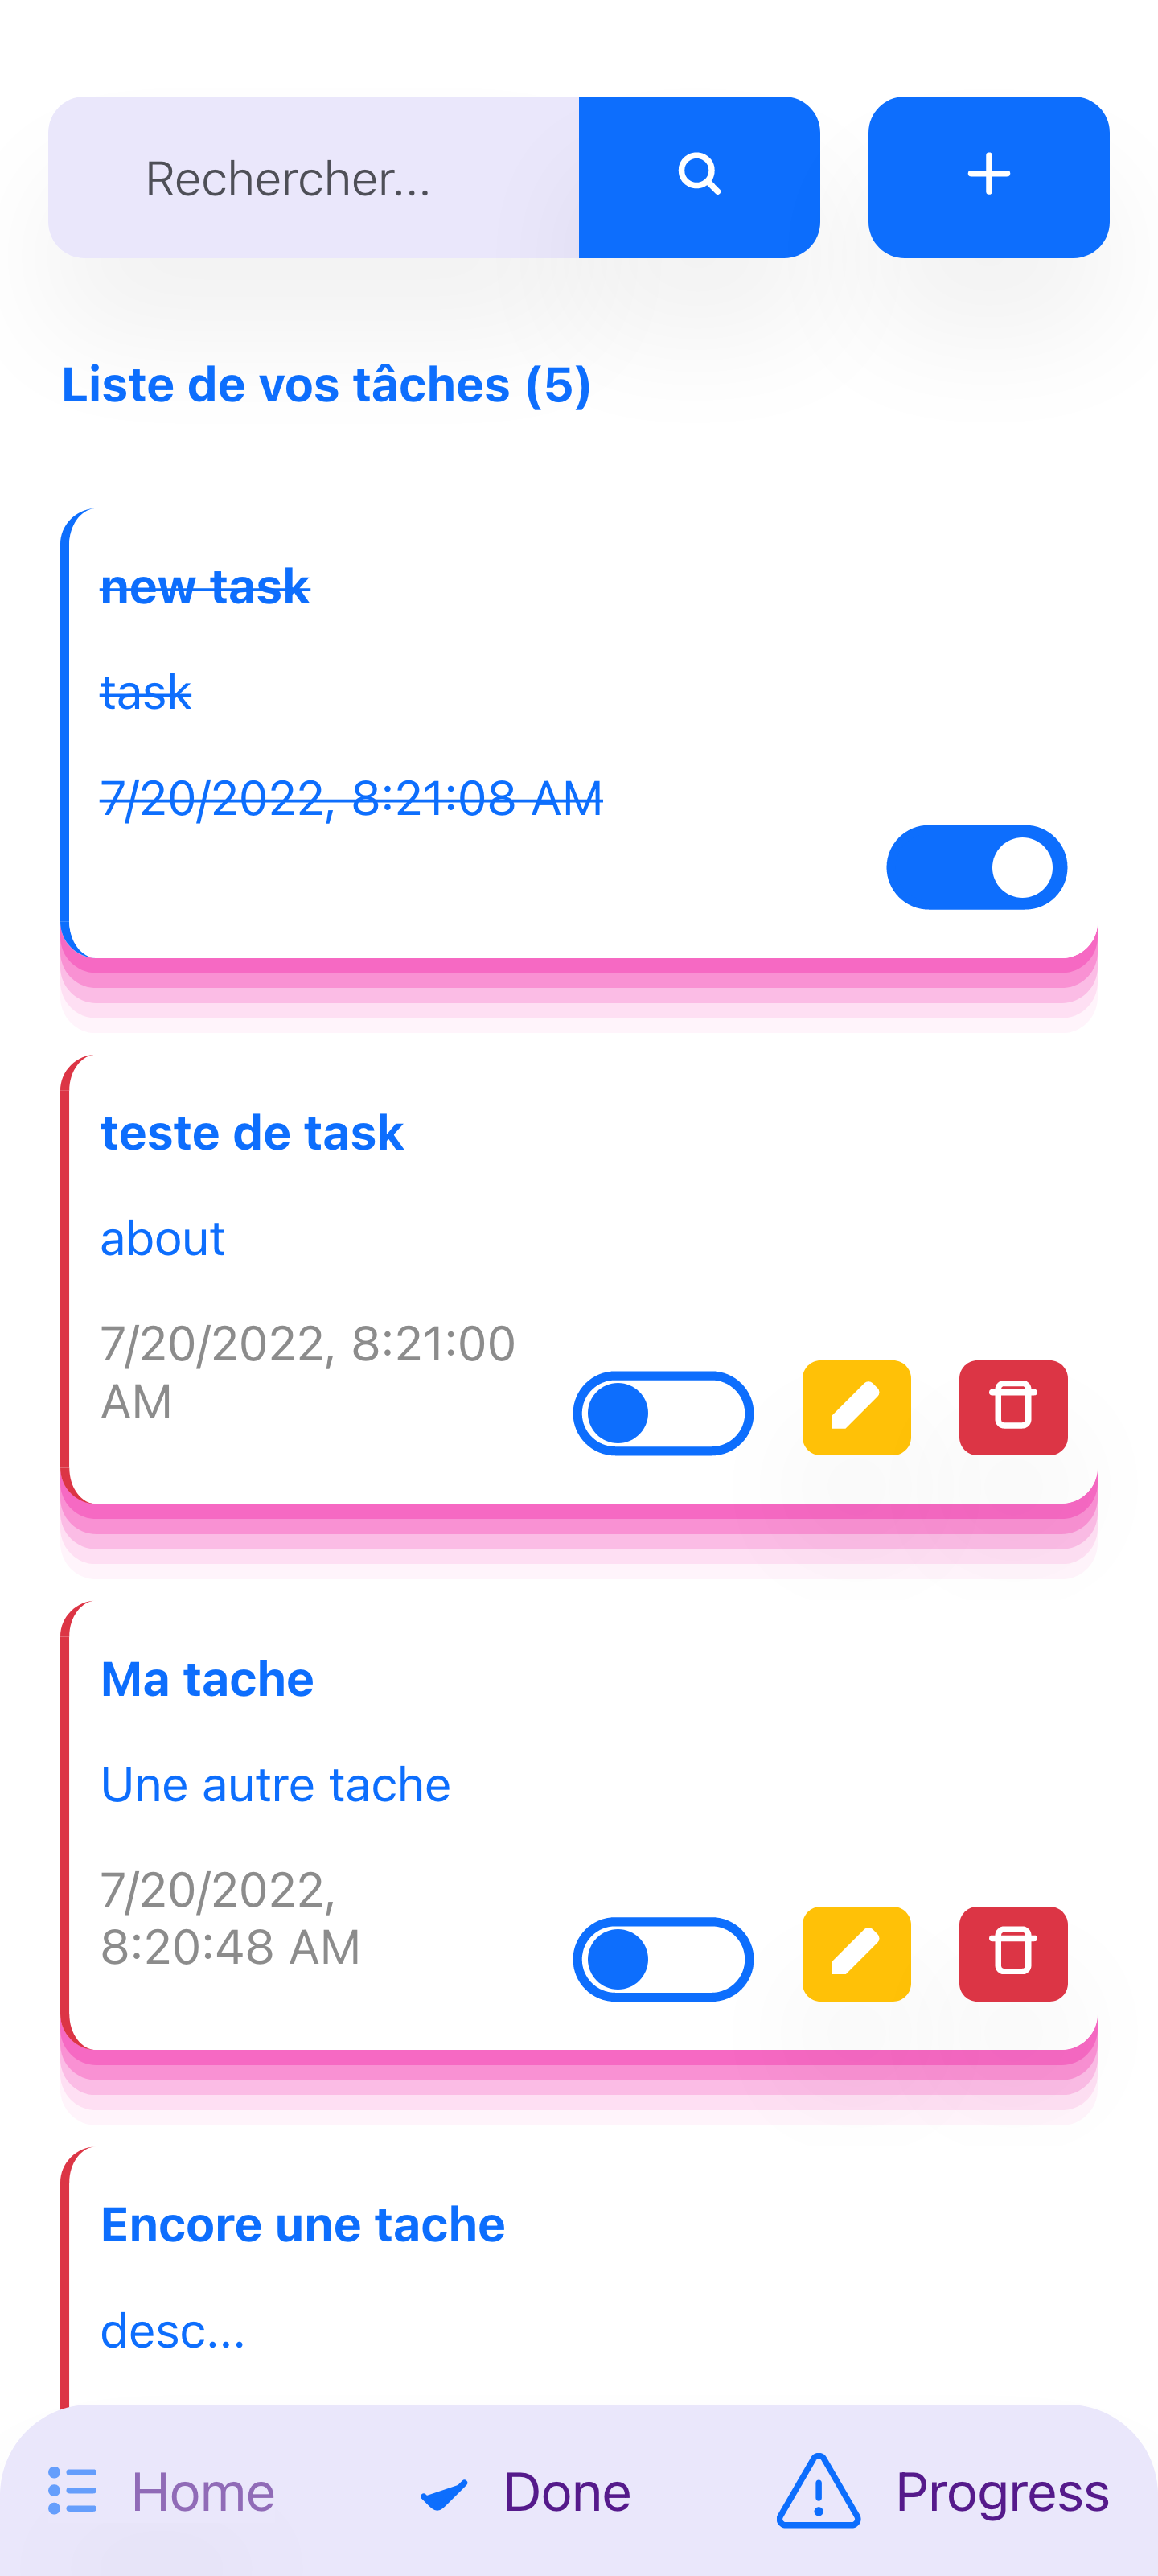 Rechercher...
Liste de vos tâches (5)
new task
task
7/20/2022, 8:21:08 AM
teste de task
about
7/20/2022, 8:21:00
AM
Ma tache
Une autre tache
7/20/2022,
8:20:48 AM
Encore une tache
desc...
Home
Done
Progress